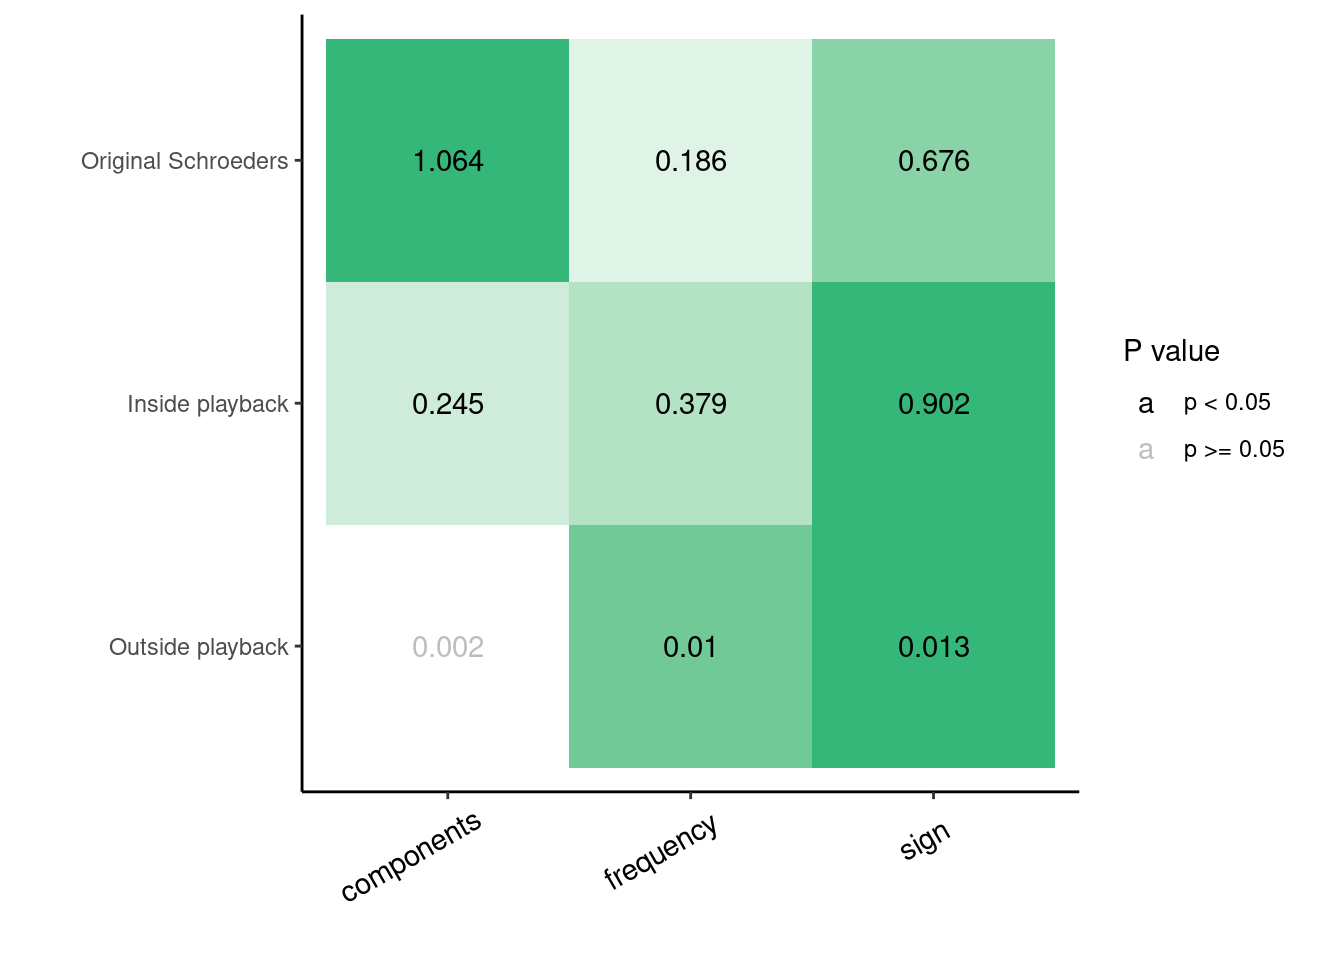 Original Schroeders
1.064
0.186
0.676
Inside playback
0.245
0.379
0.902
Outside playback
0.002
0.01
0.013
components
frequency
sign
P value
a p < 0.05
a p >= 0.05